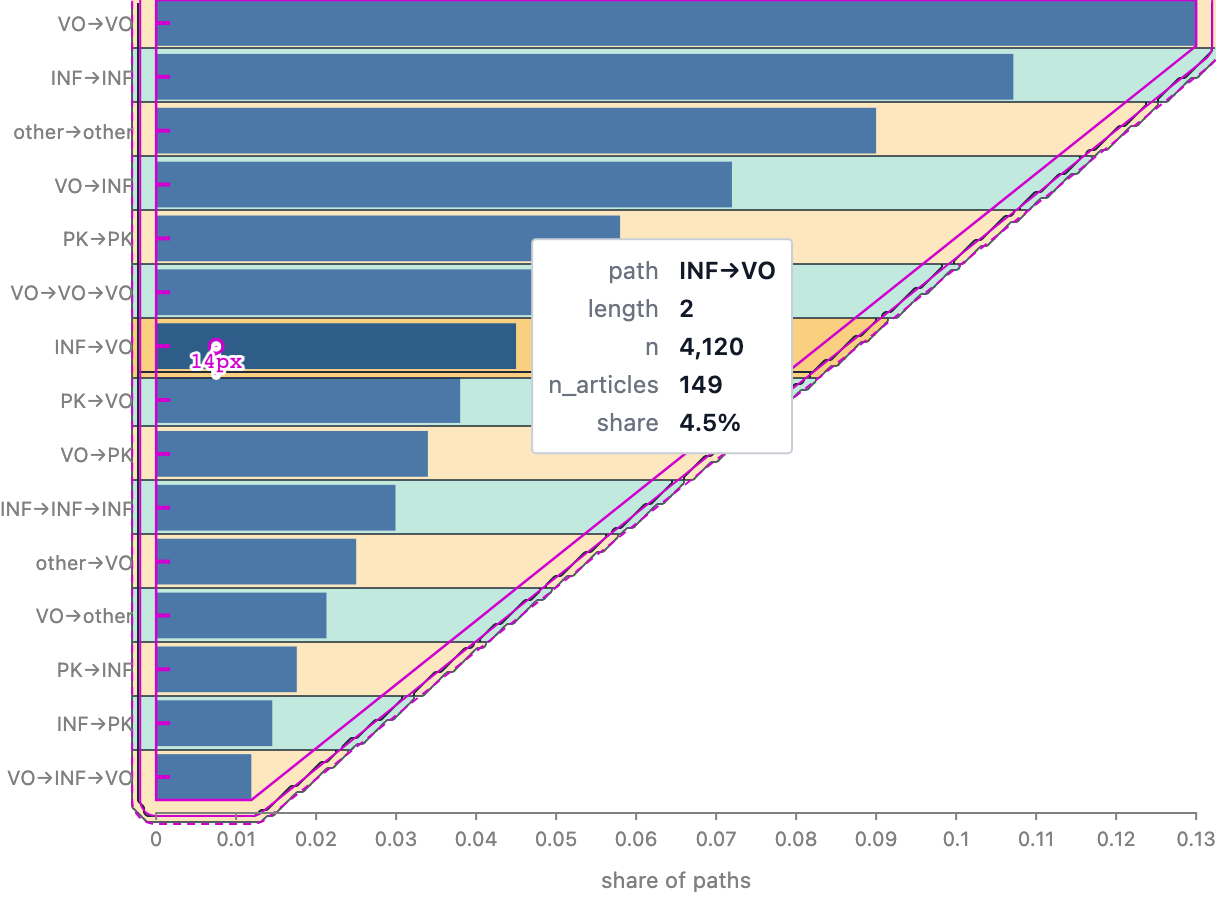 VO→VO
INF→INF
other→other
VO→INF
PK→PK
VO→VO→VO
INF→VO
14px
path INF→VO
length 2
n 4,120
n_articles 149
share 4.5%
PK→VO
VO→PK
INF→INF→INF
other→VO
VO→other
PK→INF
INF→PK
VO→INF→VO
0 0.01 0.02 0.03 0.04 0.05 0.06 0.07 0.08 0.09 0.1 0.11 0.12 0.13
share of paths